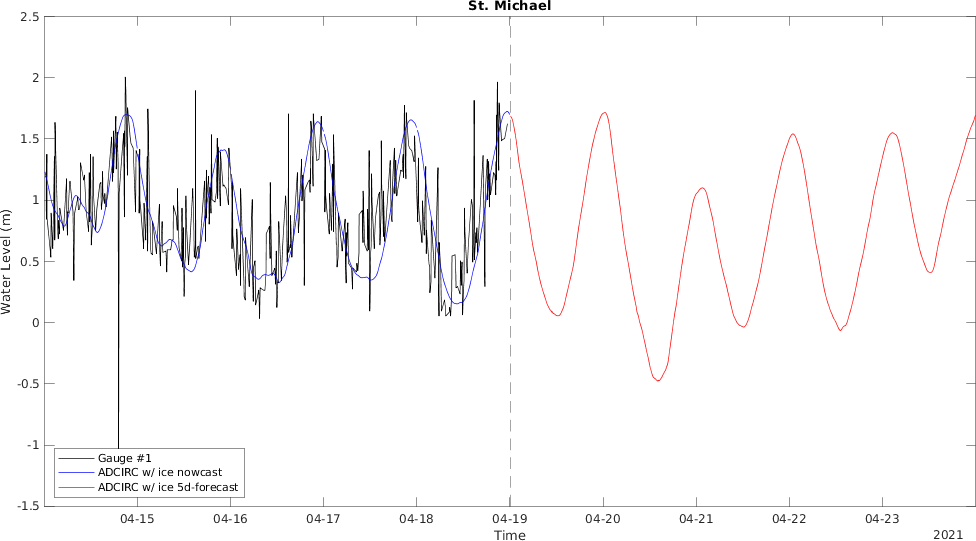 St. Michael
2.5
2
1.5
1
0.5
0
-0.5
-1
-1.5
Water Level (m)
Gauge #1
ADCIRC w/ ice nowcast
ADCIRC w/ ice 5d-forecast
04-15 04-16 04-17 04-18 04-19 04-20 04-21 04-22 04-23
Time
2021